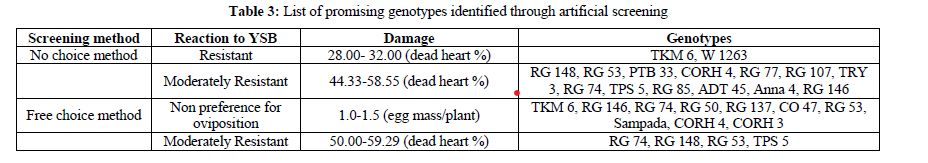 Table 3: List of promising genotypes identified through artificial screening
Screening method Reaction to YSB Damage Genotypes
No choice method Resistant 28.00- 32.00 (dead heart %) TKM 6, W 1263
Moderately Resistant 44.33-58.55 (dead heart %) RG 148, RG 53, PTB 33, CORH 4, RG 77, RG 107, TRY
3, RG 74, TPS 5, RG 85, ADT 45, Anna 4, RG 146
Free choice method Non preference for
oviposition 1.0-1.5 (egg mass/plant) TKM 6, RG 146, RG 74, RG 50, RG 137, CO 47, RG 53,
Sampada, CORH 4, CORH 3
Moderately Resistant 50.00-59.29 (dead heart %) RG 74, RG 148, RG 53, TPS 5